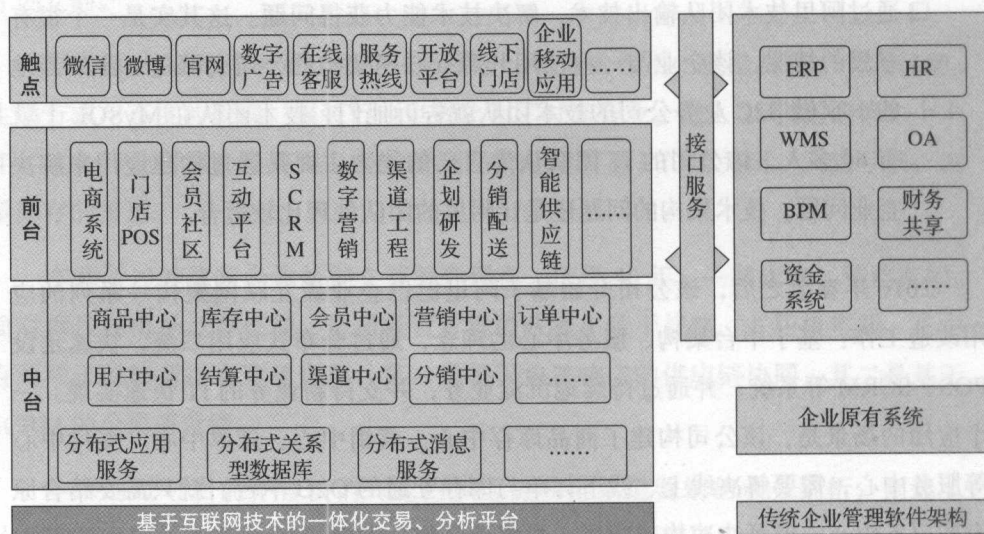 触点
微信
微博
官网
数字
广告
在线
客服
服务
热线
开放
平台
线下
门店
企业
移动
应用
……
前台
电商系统
门店POS
会员社区
互动平台
SCRM
数字营销
渠道工程
企划研发
分销配送
智能供应链
……
中台
商品中心
库存中心
会员中心
营销中心
订单中心
用户中心
结算中心
渠道中心
分销中心
……
分布式应用
服务
分布式关系
型数据库
分布式消息
服务
……
基于互联网技术的一体化交易、分析平台
接口服务
ERP
HR
WMS
OA
BPM
财务
共享
资金
系统
……
企业原有系统
传统企业管理软件架构